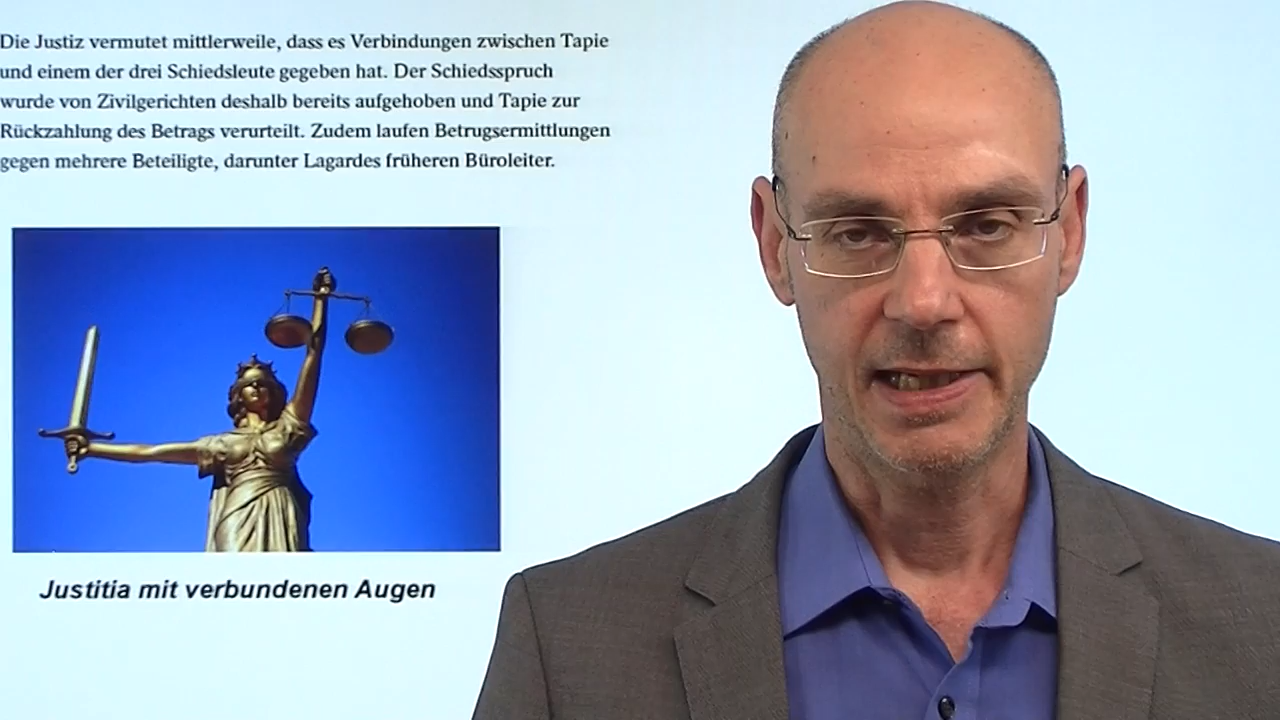 Die Justiz vermutet mittlerweile, dass es Verbindungen zwischen Tapie
und einem der drei Schiedsleute gegeben hat. Der Schiedsspruch
wurde von Zivilgerichten deshalb bereits aufgehoben und Tapie zur
Rückzahlung des Betrags verurteilt. Zudem laufen Betrugsermittlungen
gegen mehrere Beteiligte, darunter Lagardes früheren Büroleiter.
Justitia mit verbundenen Augen